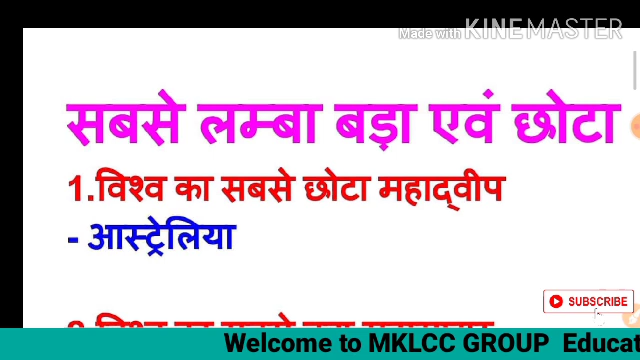 Made with KINEMASTER
सबसे लम्बा बड़ा एवं छोटा
1.विश्व का सबसे छोटा महाद्वीप
- आस्ट्रेलिया
SUBSCRIBE
Welcome to MKLCC GROUP Educat